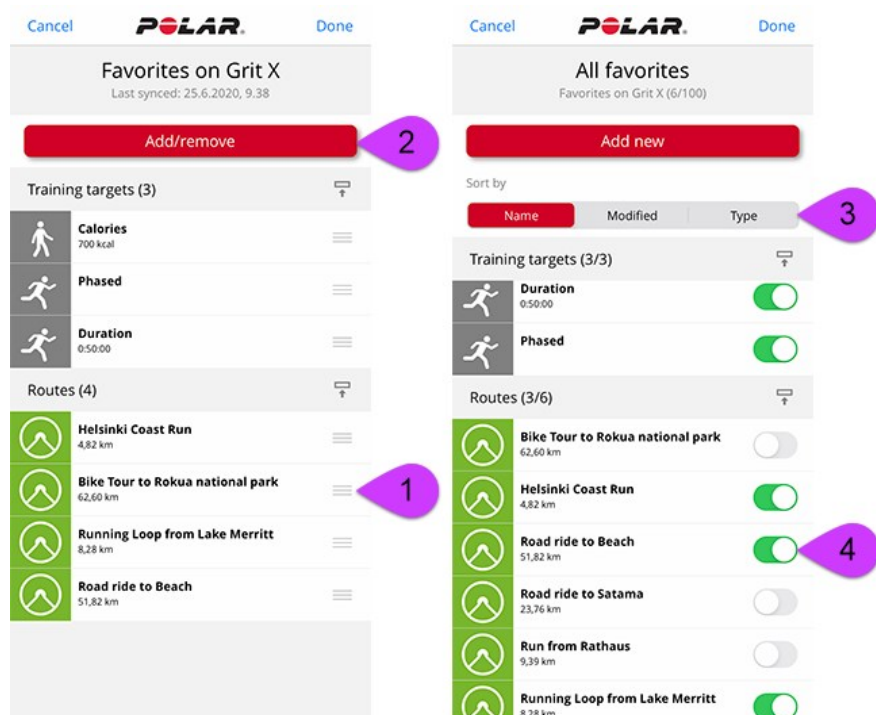 Cancel
POLAR.
Done
Favorites on Grit X
Last synced: 25.6.2020, 9.38
Add/remove
2
Training targets (3)
Calories
700 kcal
Phased
Duration
0:50:00
Routes (4)
Helsinki Coast Run
4,82 km
Bike Tour to Rokua national park
62,60 km
1
Running Loop from Lake Merritt
8,28 km
Road ride to Beach
51,82 km
Cancel
POLAR.
Done
All favorites
Favorites on Grit X (6/100)
Add new
Sort by
Name Modified Type
3
Training targets (3/3)
Duration
0:50:00
Phased
Routes (3/6)
Bike Tour to Rokua national park
62,60 km
Helsinki Coast Run
4,82 km
Road ride to Beach
51,82 km
4
Road ride to Satama
23,76 km
Run from Rathaus
9,39 km
Running Loop from Lake Merritt
8,28 km